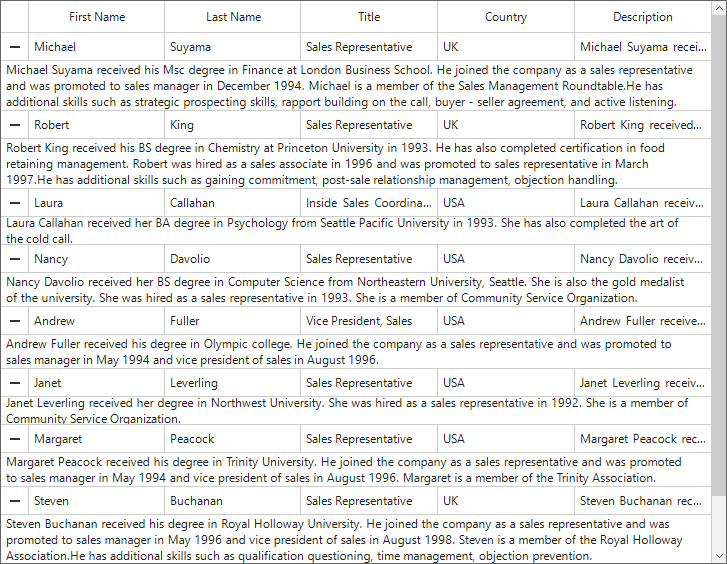 First Name Last Name Title Country Description
Michael Suyama Sales Representative UK Michael Suyama recei...
Michael Suyama received his Msc degree in Finance at London Business School. He joined the company as a sales representative
and was promoted to sales manager in December 1994. Michael is a member of the Sales Management Roundtable.He has
additional skills such as strategic prospecting skills, rapport building on the call, buyer - seller agreement, and active listening.
Robert King Sales Representative UK Robert King received...
Robert King received his BS degree in Chemistry at Princeton University in 1993. He has also completed certification in food
retaining management. Robert was hired as a sales associate in 1996 and was promoted to sales representative in March
1997.He has additional skills such as gaining commitment, post-sale relationship management, objection handling.
Laura Callahan Inside Sales Coordina... USA Laura Callahan receiv...
Laura Callahan received her BA degree in Psychology from Seattle Pacific University in 1993. She has also completed the art of
the cold call.
Nancy Davolio Sales Representative USA Nancy Davolio receiv...
Nancy Davolio received her BS degree in Computer Science from Northeastern University, Seattle. She is also the gold medalist
of the university. She was hired as a sales representative in 1993. She is a member of Community Service Organization.
Andrew Fuller Vice President, Sales USA Andrew Fuller receive...
Andrew Fuller received his degree in Olympic college. He joined the company as a sales representative and was promoted to
sales manager in May 1994 and vice president of sales in August 1996.
Janet Leverling Sales Representative USA Janet Leverling receiv...
Janet Leverling received her degree in Northwest University. She was hired as a sales representative in 1992. She is a member of
Community Service Organization.
Margaret Peacock Sales Representative USA Margaret Peacock rec...
Margaret Peacock received his degree in Trinity University. He joined the company as a sales representative and was promoted
to sales manager in May 1994 and vice president of sales in August 1996. Margaret is a member of the Trinity Association.
Steven Buchanan Sales Representative UK Steven Buchanan rec...
Steven Buchanan received his degree in Royal Holloway University. He joined the company as a sales representative and was
promoted to sales manager in May 1996 and vice president of sales in August 1998. Steven is a member of the Royal Holloway
Association.He has additional skills such as qualification questioning, time management, objection prevention.